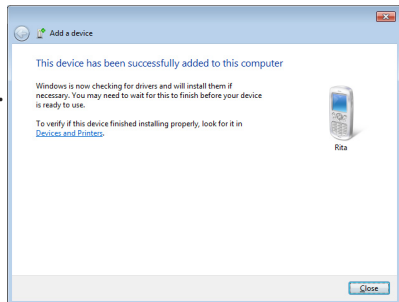 Add a device
This device has been successfully added to this computer
Windows is now checking for drivers and will install them if
necessary. You may need to wait for this to finish before your device
is ready to use.
To verify if this device finished installing properly, look for it in
Devices and Printers.
Rita
Close